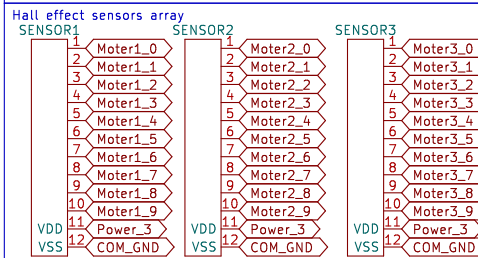 Hall effect sensors array
SENSOR1 SENSOR2 SENSOR3
1 Moter1_0 1 Moter2_0 1 Moter3_0
2 Moter1_1 2 Moter2_1 2 Moter3_1
3 Moter1_2 3 Moter2_2 3 Moter3_2
4 Moter1_3 4 Moter2_3 4 Moter3_3
5 Moter1_4 5 Moter2_4 5 Moter3_4
6 Moter1_5 6 Moter2_5 6 Moter3_5
7 Moter1_6 7 Moter2_6 7 Moter3_6
8 Moter1_7 8 Moter2_7 8 Moter3_7
9 Moter1_8 9 Moter2_8 9 Moter3_8
10 Moter1_9 10 Moter2_9 10 Moter3_9
VDD 11 Power_3 VDD 11 Power_3 VDD 11 Power_3
VSS 12 COM_GND VSS 12 COM_GND VSS 12 COM_GND